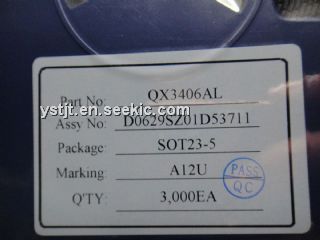 Part No: QX3406AL
ystjt.en.seekic.com
Assy No: D0629SZ01D53711
Package: SOT23-5
Marking: A12U
PASS
QC
Q'TY: 3,000EA